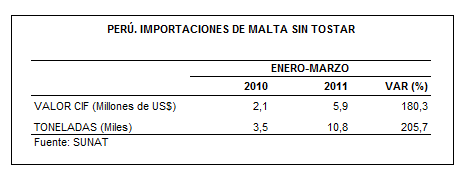 PERÚ. IMPORTACIONES DE MALTA SIN TOSTAR
ENERO-MARZO
2010 2011 VAR (%)
VALOR CIF (Millones de US$) 2,1 5,9 180,3
TONELADAS (Miles) 3,5 10,8 205,7
Fuente: SUNAT